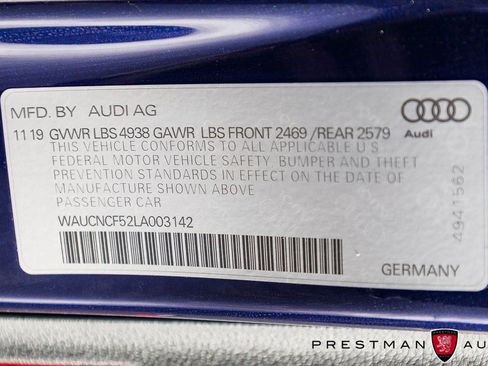 MFD. BY AUDI AG
11 19 GVWR LBS 4938 GAWR LBS FRONT 2469 /REAR 2579
Audi
THIS VEHICLE CONFORMS TO ALL APPLICABLE U.S.
FEDERAL MOTOR VEHICLE SAFETY, BUMPER AND THEFT
PREVENTION STANDARDS IN EFFECT ON THE DATE OF
MANUFACTURE SHOWN ABOVE
PASSENGER CAR
WAUCNCF52LA003142
4941562
GERMANY
PRESTMAN AU